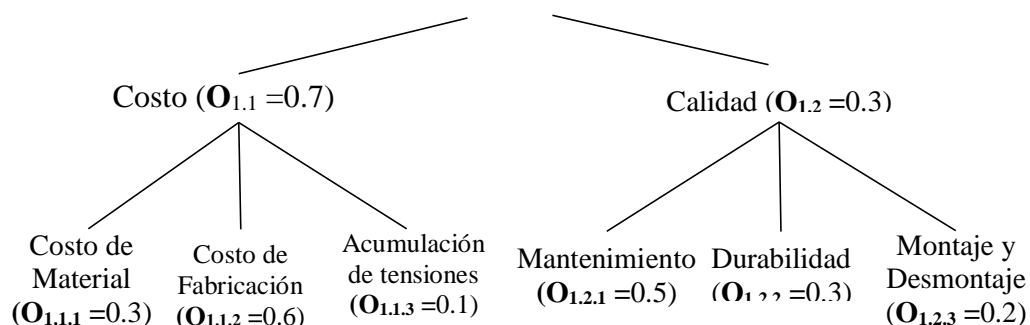 Costo (O1.1 =0.7)
Calidad (O1.2 =0.3)
Costo de
Material
(O1.1.1 =0.3)
Costo de
Fabricación
(O1.1.2 =0.6)
Acumulación
de tensiones
(O1.1.3 =0.1)
Mantenimiento
(O1.2.1 =0.5)
Durabilidad
(O1.2.2 =0.3)
Montaje y
Desmontaje
(O1.2.3 =0.2)